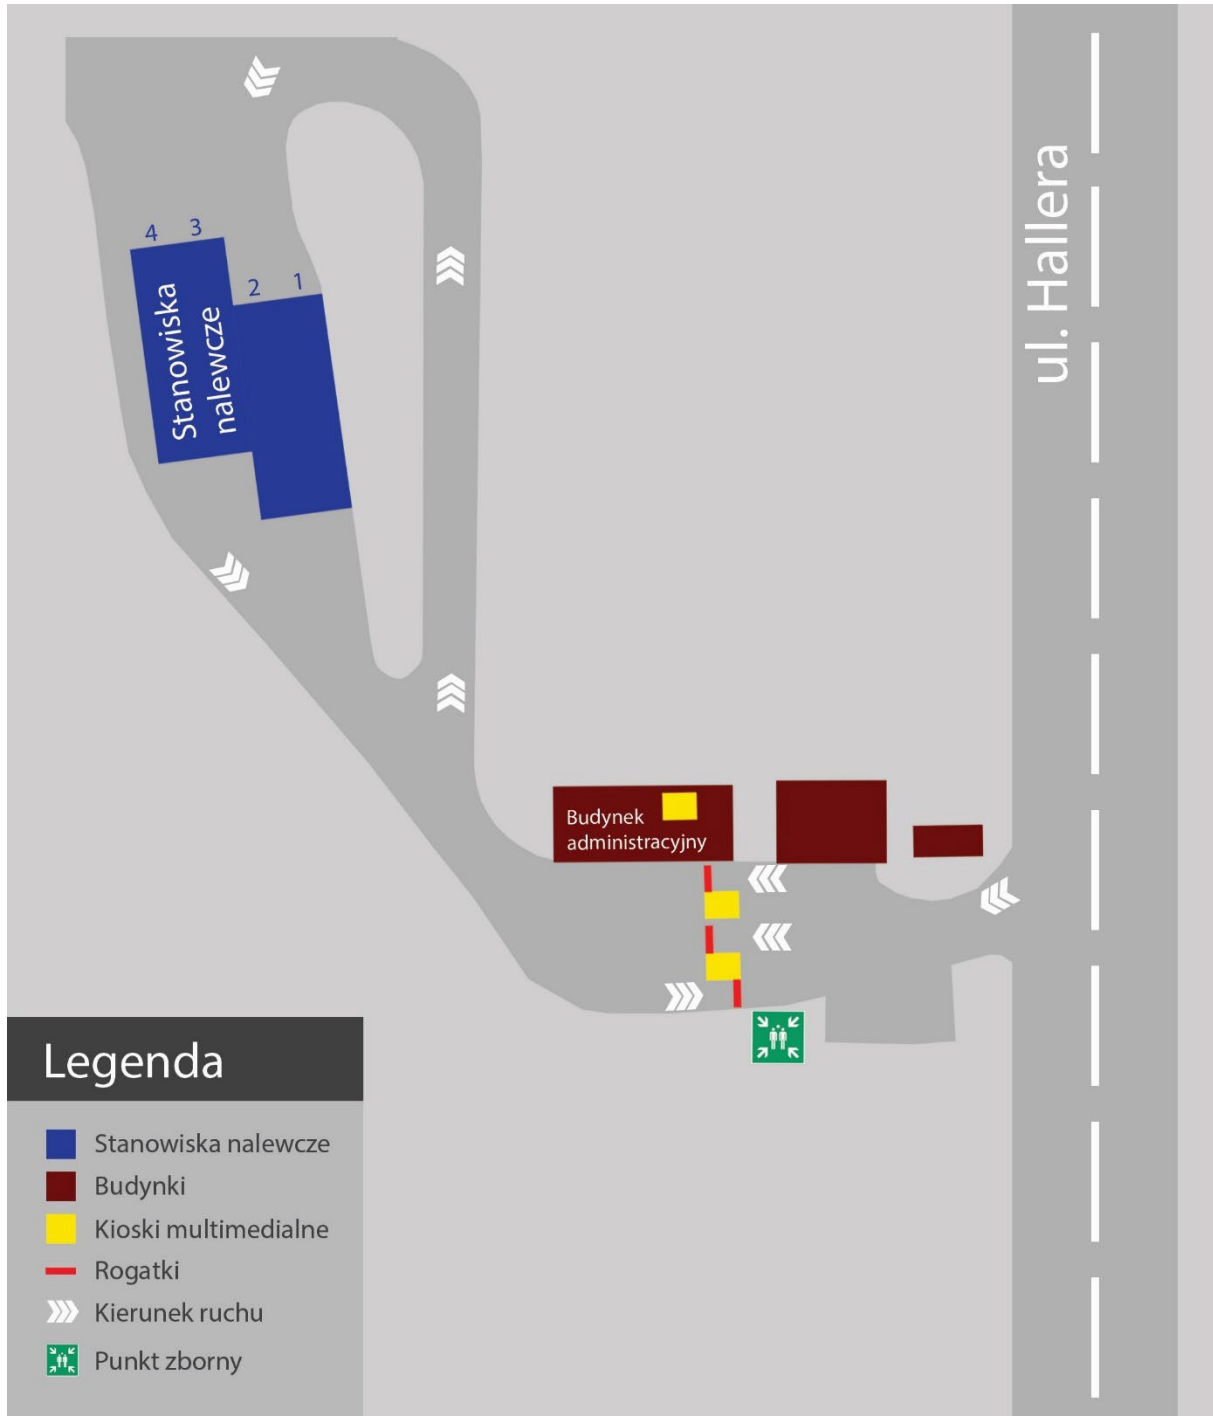 ul. Hallera
4 3
2 1
Stanowiska
nalewcze
Budynek
administracyjny
Legenda
Stanowiska nalewcze
Budynki
Kioski multimedialne
Rogatki
Kierunek ruchu
Punkt zborny